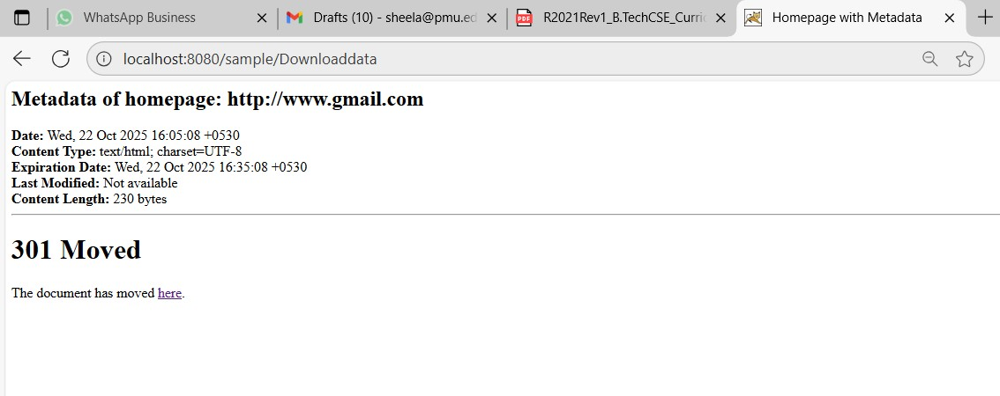 WhatsApp Business
Drafts (10) - sheela@pmu.ed
PDF
R2021Rev1_B.TechCSE_Curric
Homepage with Metadata
localhost:8080/sample/Downloaddata
Metadata of homepage: http://www.gmail.com
Date: Wed, 22 Oct 2025 16:05:08 +0530
Content Type: text/html; charset=UTF-8
Expiration Date: Wed, 22 Oct 2025 16:35:08 +0530
Last Modified: Not available
Content Length: 230 bytes
301 Moved
The document has moved here.